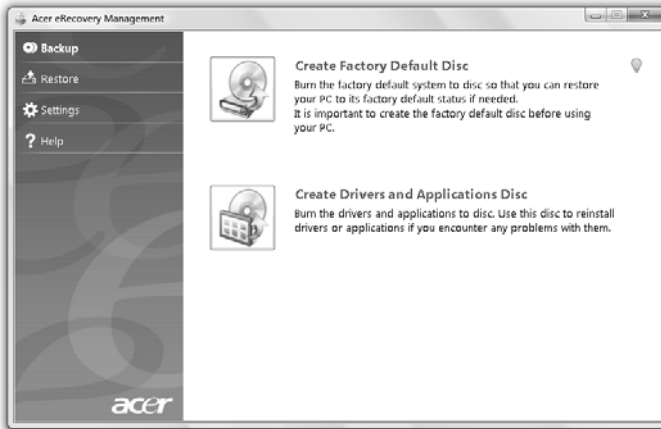 Acer eRecovery Management
Backup
Restore
Settings
Help
Create Factory Default Disc
Burn the factory default system to disc so that you can restore
your PC to its factory default status if needed.
It is important to create the factory default disc before using
your PC.
Create Drivers and Applications Disc
Burn the drivers and applications to disc. Use this disc to reinstall
drivers or applications if you encounter any problems with them.
acer